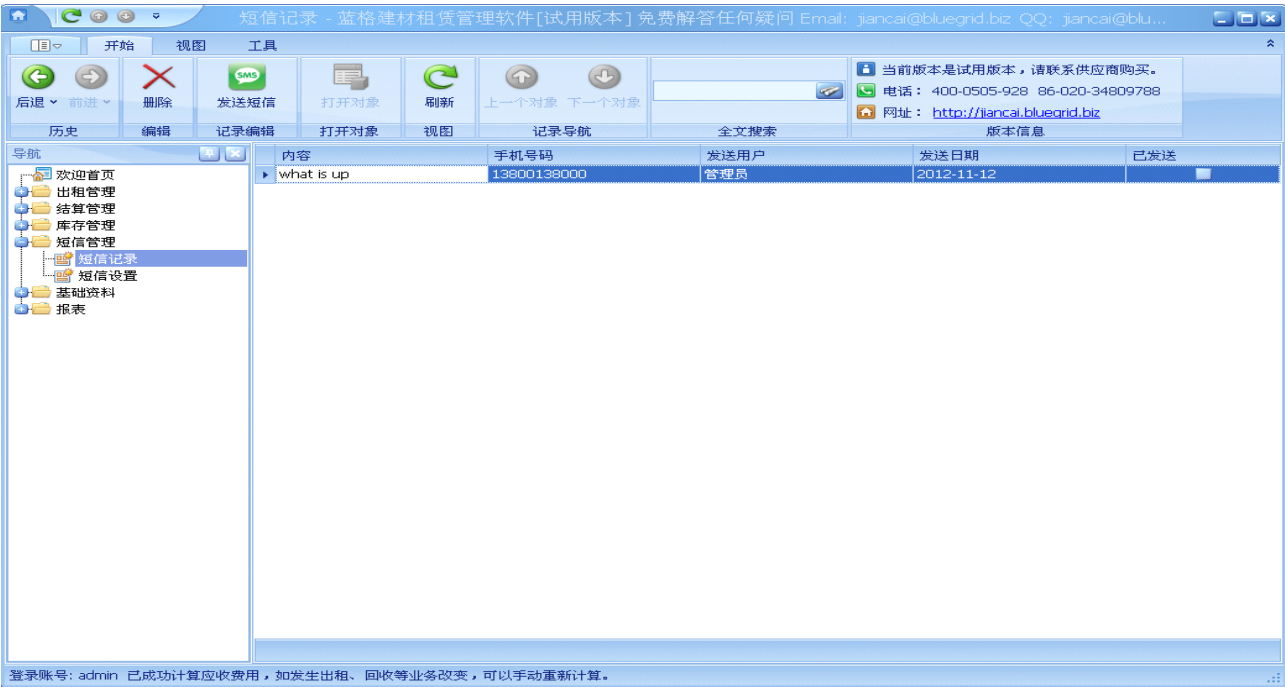 短信记录 - 蓝格建材租赁管理软件[试用版本] 免费解答任何疑问 Email: jiancai@bluegrid.biz QQ: jiancai@blu...
开始 视图 工具
后退 前进 删除 发送短信 打开对象 刷新 上一个对象 下一个对象
SMS
当前版本是试用版本，请联系供应商购买。
电话： 400-0505-928 86-020-34809788
网址： http://jiancai.bluegrid.biz
历史 编辑 记录编辑 打开对象 视图 记录导航 全文搜索 版本信息
导航
内容 手机号码 发送用户 发送日期 已发送
what is up 13800138000 管理员 2012-11-12
欢迎首页
出租管理
结算管理
库存管理
短信管理
短信记录
短信设置
基础资料
报表
登录账号: admin 已成功计算应收费用，如发生出租、回收等业务改变，可以手动重新计算。